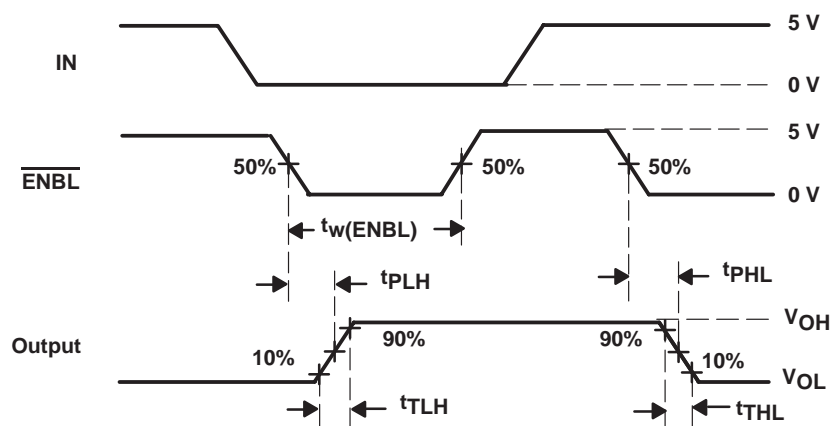 5 V
IN
0 V
5 V
50% 50% 50%
ENBL
0 V
tw(ENBL)
tPLH tPHL
VOH
Output 10% 90% 90% 10%
VOL
tTLH tTHL